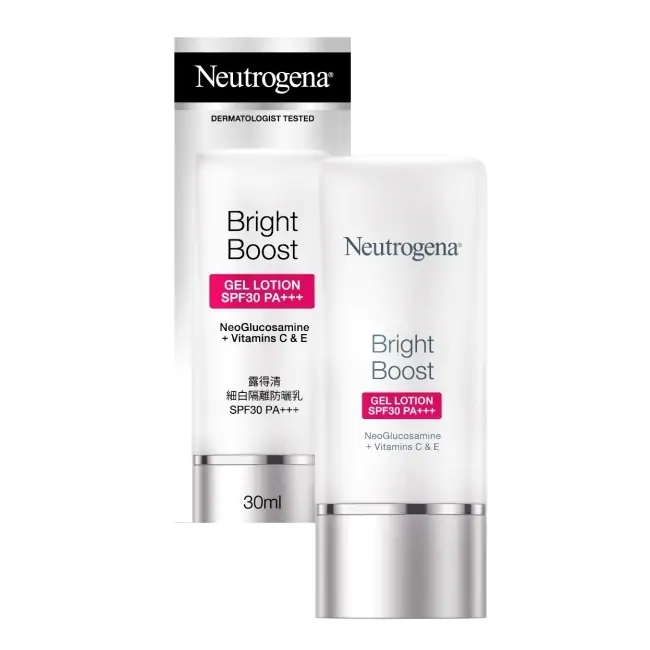 Neutrogena®
DERMATOLOGIST TESTED
Bright
Boost
GEL LOTION
SPF30 PA+++
NeoGlucosamine
+ Vitamins C & E
露得清
細白隔離防曬乳
SPF30 PA+++
30ml
Neutrogena®
Bright
Boost
GEL LOTION
SPF30 PA+++
NeoGlucosamine
+ Vitamins C & E